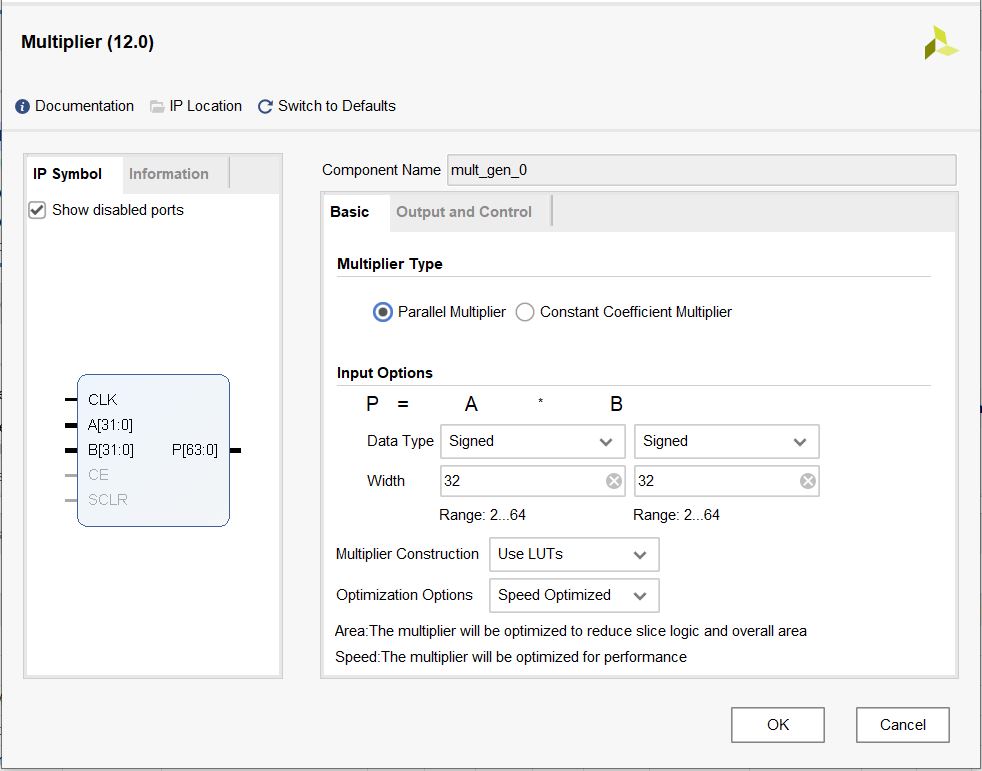 Multiplier (12.0)
Documentation IP Location Switch to Defaults
IP Symbol Information
Show disabled ports
CLK
A[31:0]
B[31:0] P[63:0]
CE
SCLR
Component Name mult_gen_0
Basic Output and Control
Multiplier Type
Parallel Multiplier Constant Coefficient Multiplier
Input Options
P = A * B
Data Type Signed Signed
Width 32 32
Range: 2...64 Range: 2...64
Multiplier Construction Use LUTs
Optimization Options Speed Optimized
Area:The multiplier will be optimized to reduce slice logic and overall area
Speed:The multiplier will be optimized for performance
OK Cancel